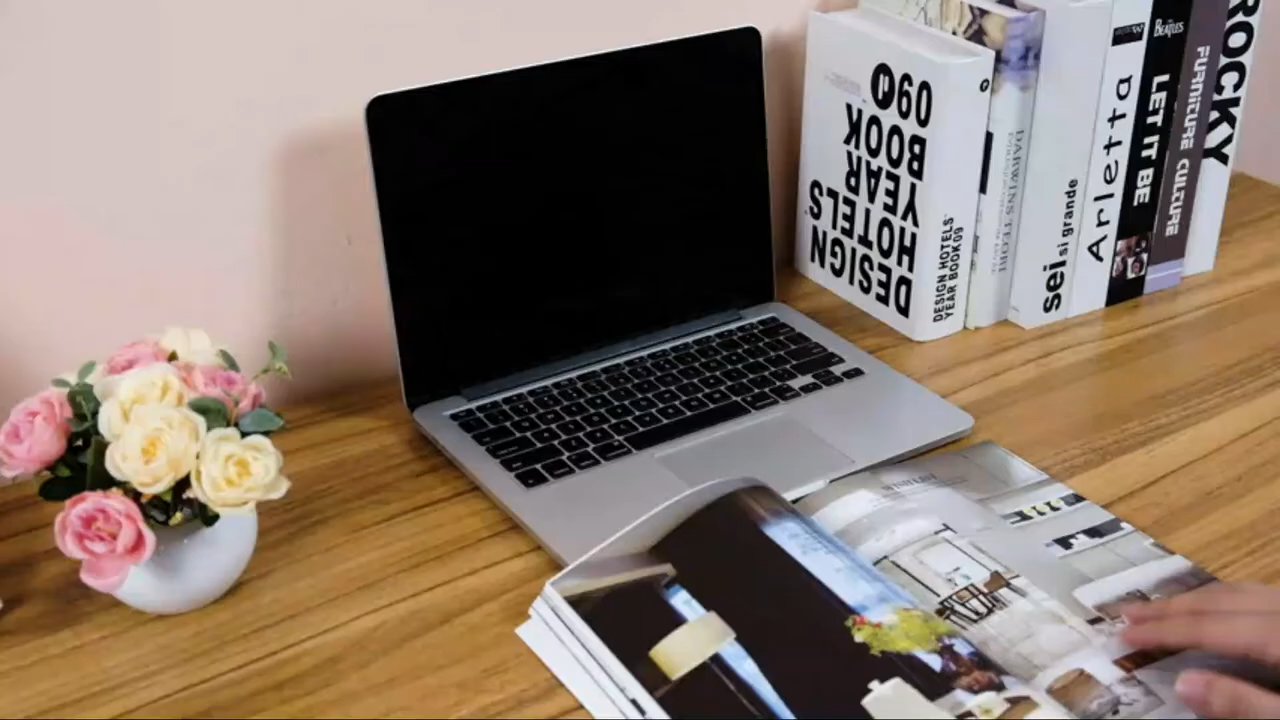 DESIGN
HOTELS
YEAR
BOOK
09
DESIGN HOTELS
YEAR BOOK 09
DARWINS TEORI
sei si grande
Arletta
BEATLES
LET IT BE
FURNITURE CULTURE
ROCKY